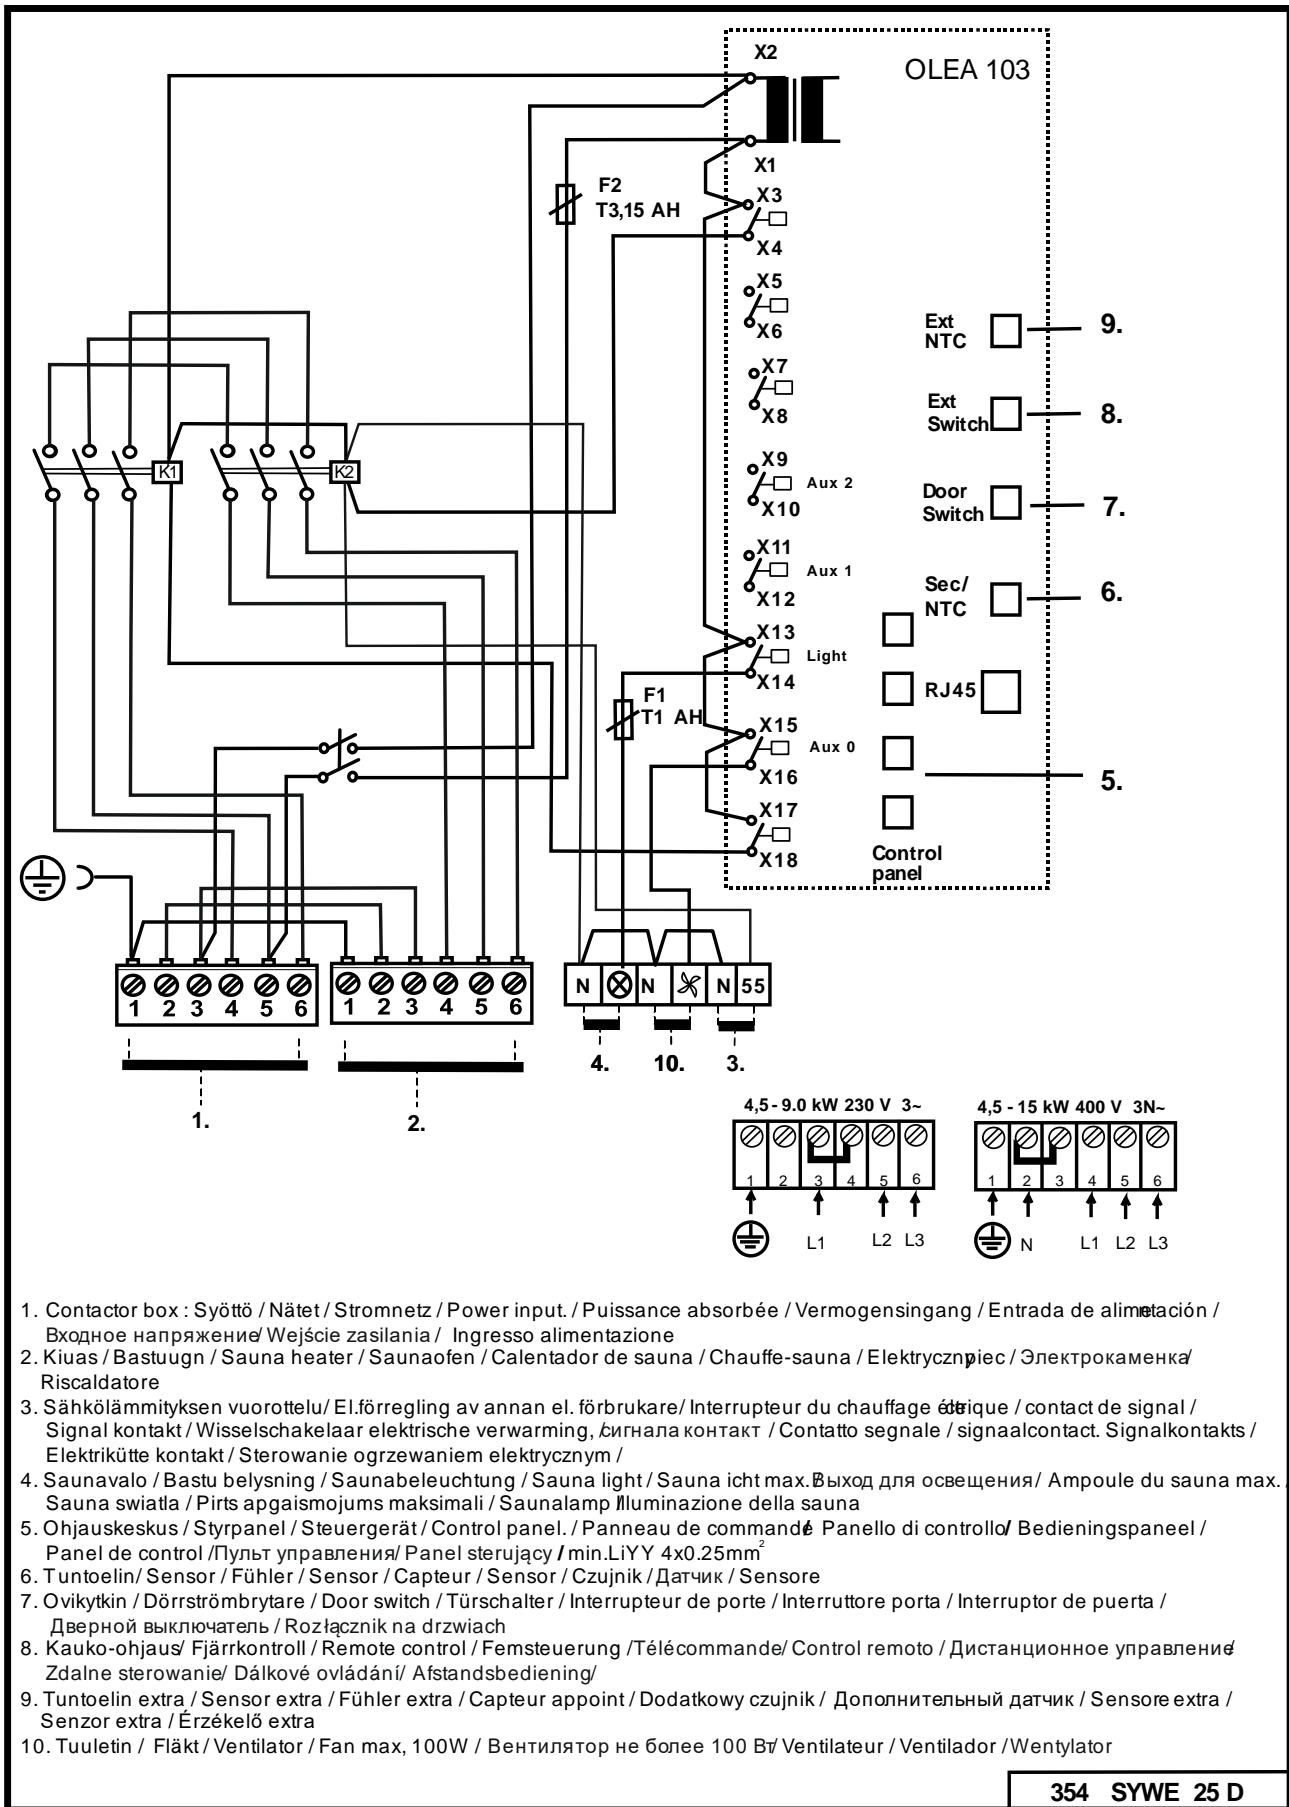 X2
OLEA 103
X1
F2
T3,15 AH
X3
X4
X5
X6
Ext
NTC
9.
X7
X8
Ext
Switch
8.
K1
K2
X9
Aux 2
X10
Door
Switch
7.
X11
Aux 1
X12
Sec/
NTC
6.
X13
Light
X14
RJ45
F1
T1 AH
X15
Aux 0
X16
5.
X17
X18
Control
panel
1 2 3 4 5 6
1 2 3 4 5 6
N N N 55
4. 10. 3.
1.
2.
4,5 - 9.0 kW 230 V 3~
1 2 3 4 5 6
L1 L2 L3
4,5 - 15 kW 400 V 3N~
1 2 3 4 5 6
N L1 L2 L3
1. Contactor box : Syöttö / Nätet / Stromnetz / Power input. / Puissance absorbée / Vermogensingang / Entrada de alimentación /
Входное напряжение/ Wejście zasilania / Ingresso alimentazione
2. Kiuas / Bastuugn / Sauna heater / Saunaofen / Calentador de sauna / Chauffe-sauna / Elektryczny piec / Электрокаменка/
Riscaldatore
3. Sähkölämmityksen vuorottelu/ El.förregling av annan el. förbrukare/ Interrupteur du chauffage / contact de signal /
Signal kontakt / Wisselschakelaar elektrische verwarming, /сигнала контакт / Contatto segnale / signaalcontact. Signalkontakts /
Elektrikütte kontakt / Sterowanie ogrzewaniem elektrycznym /
4. Saunavalo / Bastu belysning / Saunabeleuchtung / Sauna light / Sauna icht max. Выход для освещения/ Ampoule du sauna max. /
Sauna swiatla / Pirts apgaismojums maksimali / Saunalamp /Illuminazione della sauna
5. Ohjauskeskus / Styrpanel / Steuergerät / Control panel. / Panneau de commande/ Panello di controllo/ Bedieningspaneel /
Panel de control /Пульт управления/ Panel sterujący / min.LiYY 4x0.25mm²
6. Tuntoelin/ Sensor / Fühler / Sensor / Capteur / Sensor / Czujnik / Датчик / Sensore
7. Ovikytkin / Dörrströmbrytare / Door switch / Türschalter / Interrupteur de porte / Interruttore porta / Interruptor de puerta /
Дверной выключатель / Rozłącznik na drzwiach
8. Kauko-ohjaus/ Fjärrkontroll / Remote control / Femsteuerung /Télécommande/ Control remoto / Дистанционное управление/
Zdalne sterowanie/ Dálkové ovládání/ Afstandsbediening/
9. Tuntoelin extra / Sensor extra / Fühler extra / Capteur appoint / Dodatkowy czujnik / Дополнительный датчик / Sensore extra /
Senzor extra / Érzékelő extra
10. Tuuletin / Fläkt / Ventilator / Fan max, 100W / Вентилятор не более 100 Вт/ Ventilateur / Ventilador / Wentylator
354 SYWE 25 D